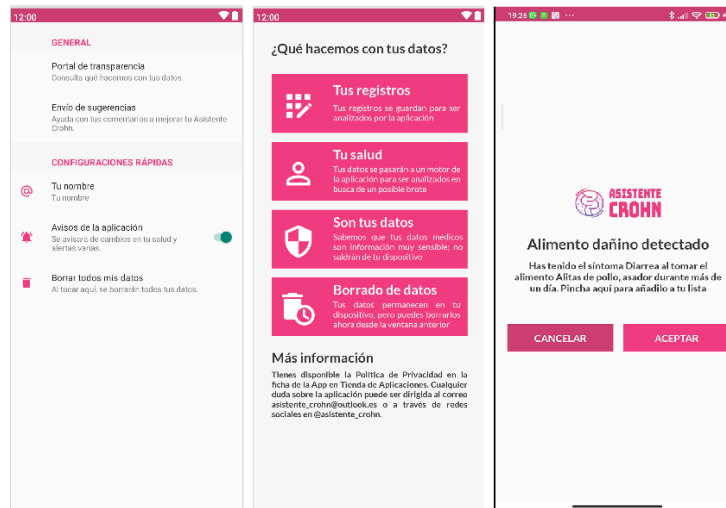 12:00
GENERAL
Portal de transparencia
Consulta qué hacemos con tus datos
Envío de sugerencias
Ayuda con tus comentarios a mejorar tu Asistente
Crohn.
CONFIGURACIONES RÁPIDAS
Tu nombre
Tu nombre
Avisos de la aplicación
Se avisará de cambios en tu salud y
alertas varias.
Borrar todos mis datos
Al tocar aquí, se borrarán todos tus datos.
12:00
¿Qué hacemos con tus datos?
Tus registros
Tus registros se guardan para ser
analizados por la aplicación
Tu salud
Tus datos se pasarán a un motor de
la aplicación para ser analizados en
busca de un posible brote
Son tus datos
Sabemos que tus datos médicos
son información muy sensible; no
saldrán de tu dispositivo
Borrado de datos
Tus datos permanecen en tu
dispositivo, pero puedes borrarlos
ahora desde la ventana anterior
Más información
Tienes disponible la Política de Privacidad en la
ficha de la App en Tienda de Aplicaciones. Cualquier
duda sobre la aplicación puede ser dirigida al correo
asistente_crohn@outlook.es o a través de redes
sociales en @asistente_crohn.
19:26
ASISTENTE
CROHN
Alimento dañino detectado
Has tenido el síntoma Diarrea al tomar el
alimento Alitas de pollo, asador durante más de
un día. Pincha aquí para añadilo a tu lista
CANCELAR
ACEPTAR